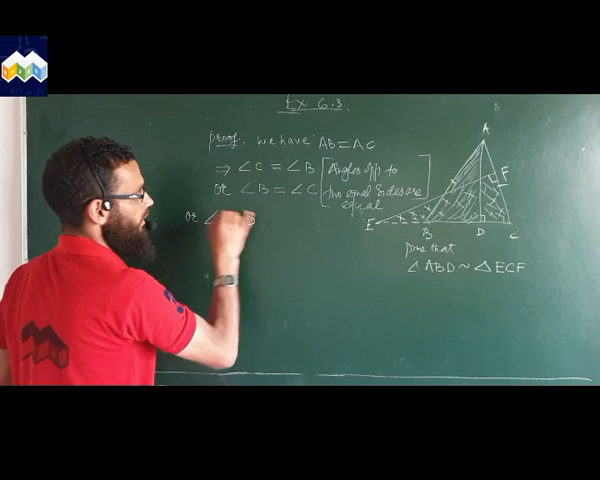 Ex 6.3.
proof:- we have AB = AC
⇒ ∠C = ∠B [Angles opp to
or ∠B = ∠C two equal sides are
equal]
or ∠
A
F
E
B
D
C
prove that
△ABD ~ △ECF